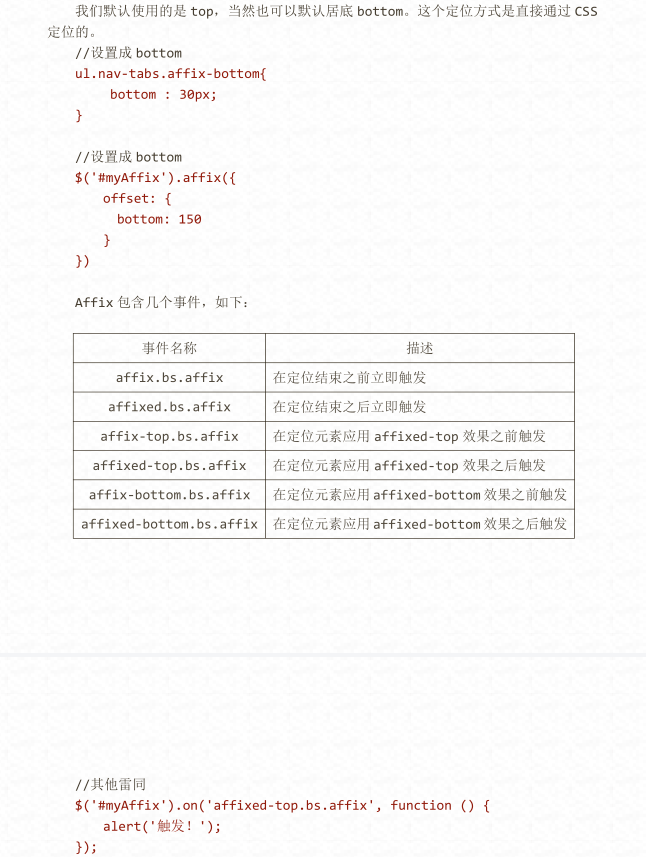 我们默认使用的是 top，当然也可以默认居底 bottom。这个定位方式是直接通过 CSS
定位的。
//设置成 bottom
ul.nav-tabs.affix-bottom{
bottom : 30px;
}
//设置成 bottom
$('#myAffix').affix({
offset: {
bottom: 150
}
})
Affix 包含几个事件，如下：
事件名称 描述
affix.bs.affix 在定位结束之前立即触发
affixed.bs.affix 在定位结束之后立即触发
affix-top.bs.affix 在定位元素应用 affixed-top 效果之前触发
affixed-top.bs.affix 在定位元素应用 affixed-top 效果之后触发
affix-bottom.bs.affix 在定位元素应用 affixed-bottom 效果之前触发
affixed-bottom.bs.affix 在定位元素应用 affixed-bottom 效果之后触发
//其他雷同
$('#myAffix').on('affixed-top.bs.affix', function () {
alert('触发！');
});